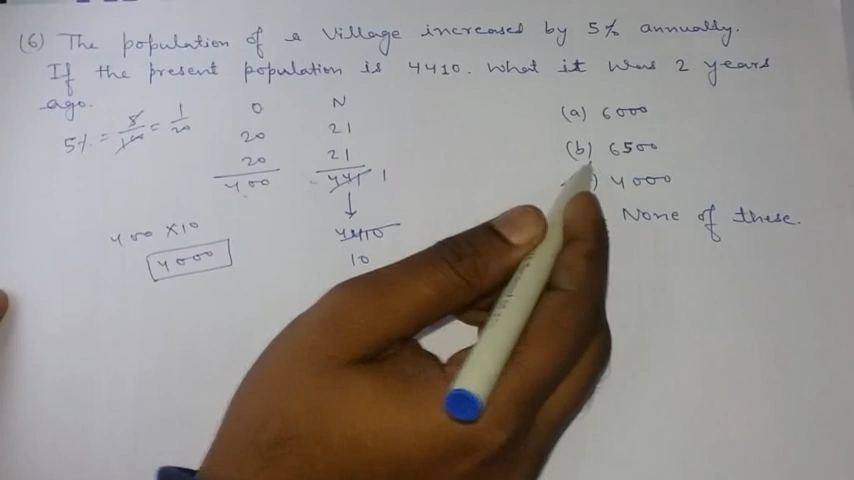 (6) The population of a Village increased by 5% annually.
If the present population is 4410. What it was 2 years
ago.
5% = 5/100 = 1/20
O N
20 21
20 21
400 441 1
4410
10
400 × 10
4000
(a) 6000
(b) 6500
) 4000
None of these.